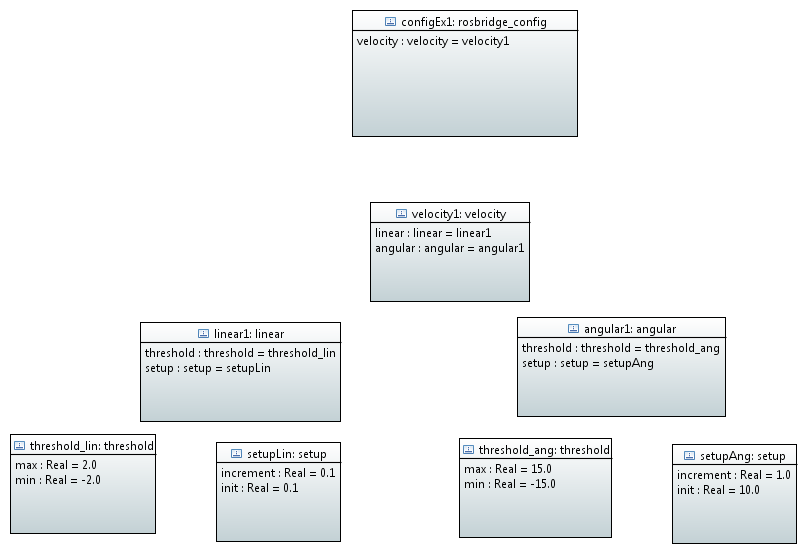 configEx1: rosbridge_config
velocity : velocity = velocity1
velocity1: velocity
linear : linear = linear1
angular : angular = angular1
linear1: linear
threshold : threshold = threshold_lin
setup : setup = setupLin
angular1: angular
threshold : threshold = threshold_ang
setup : setup = setupAng
threshold_lin: threshold
max : Real = 2.0
min : Real = -2.0
setupLin: setup
increment : Real = 0.1
init : Real = 0.1
threshold_ang: threshold
max : Real = 15.0
min : Real = -15.0
setupAng: setup
increment : Real = 1.0
init : Real = 10.0